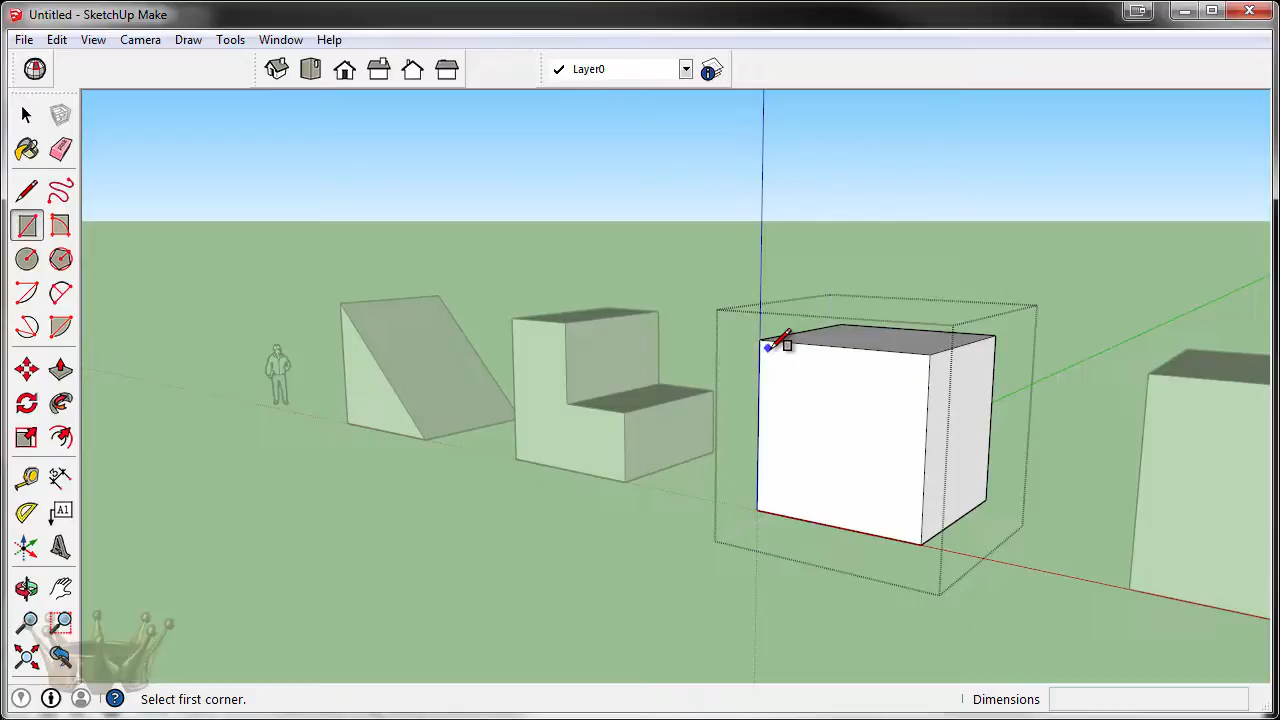 Untitled - SketchUp Make
File Edit View Camera Draw Tools Window Help
Layer0
A1
Select first corner.
Dimensions